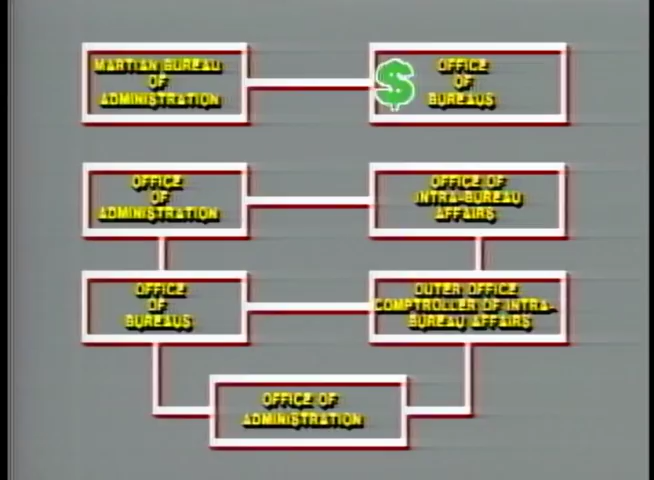 MARTIAN BUREAU
OF
ADMINISTRATION
$
OFFICE
OF
BUREAUS
OFFICE
OF
ADMINISTRATION
OFFICE OF
INTRA-BUREAU
AFFAIRS
OFFICE
OF
BUREAUS
OUTER OFFICE
COMPTROLLER OF INTRA-
BUREAU AFFAIRS
OFFICE OF
ADMINISTRATION